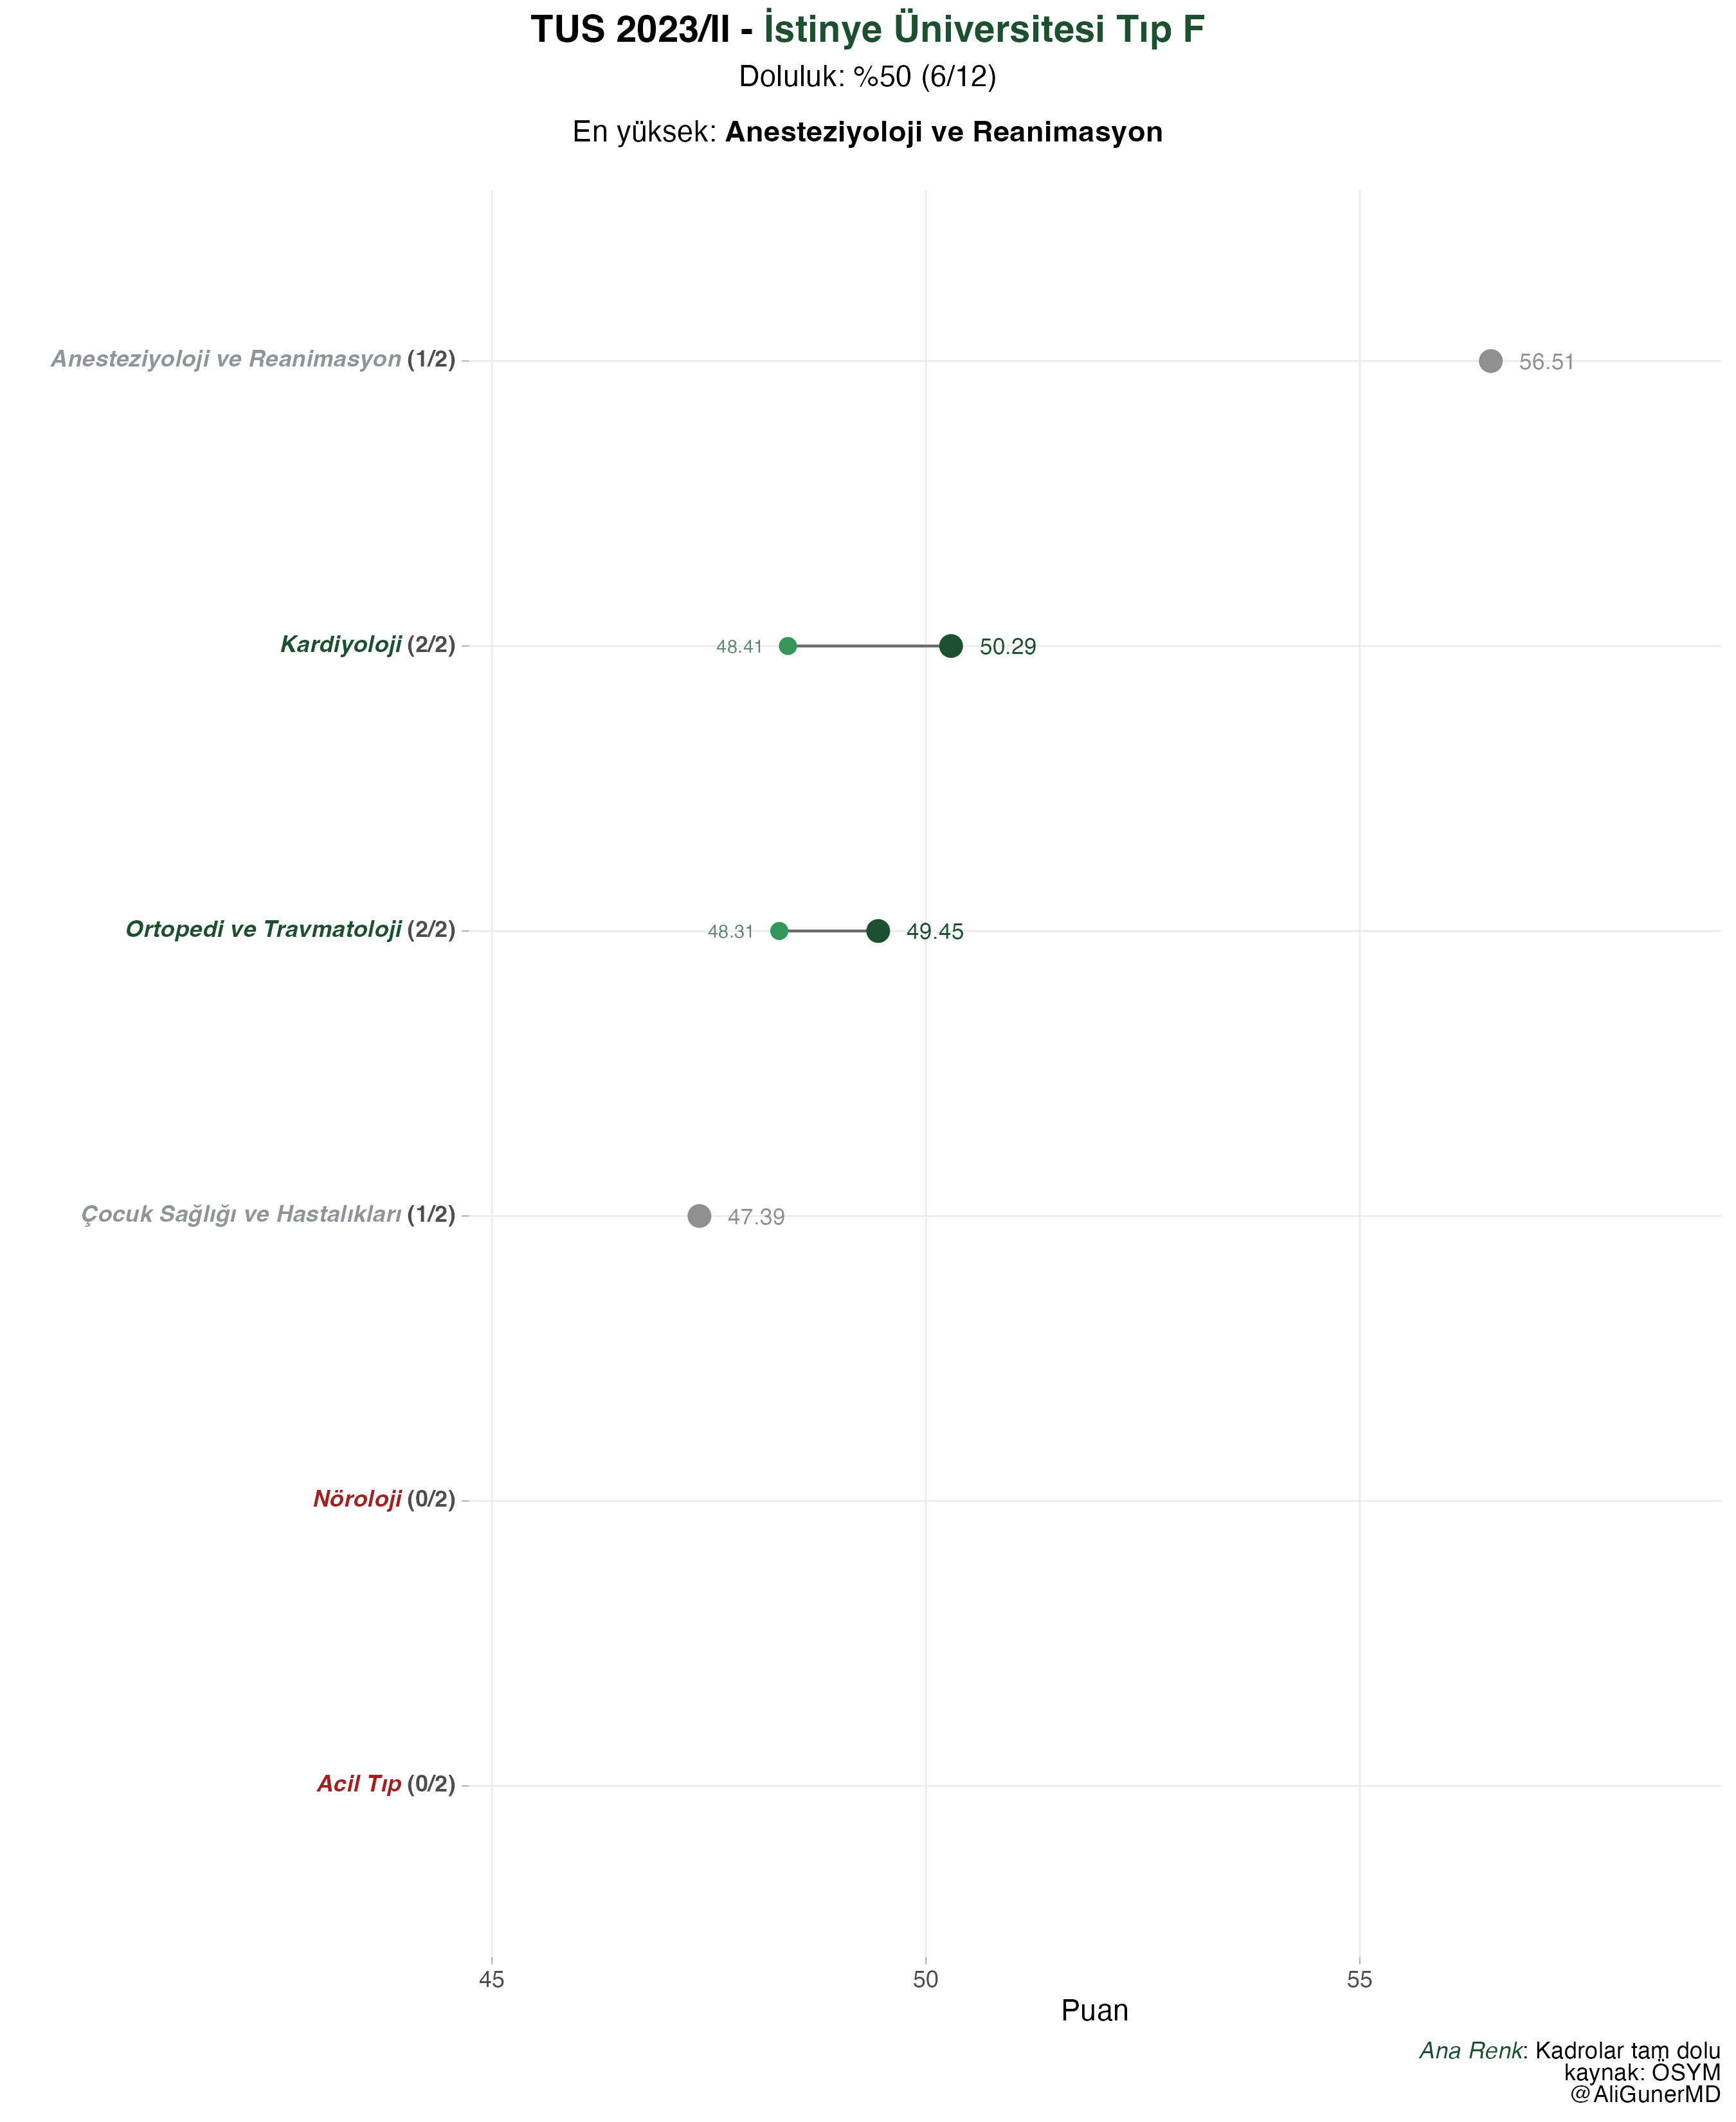 TUS 2023/II - İstinye Üniversitesi Tıp F
Doluluk: %50 (6/12)
En yüksek: Anesteziyoloji ve Reanimasyon
Anesteziyoloji ve Reanimasyon (1/2)
56.51
Kardiyoloji (2/2)
48.41
50.29
Ortopedi ve Travmatoloji (2/2)
48.31
49.45
Çocuk Sağlığı ve Hastalıkları (1/2)
47.39
Nöroloji (0/2)
Acil Tıp (0/2)
45
50
55
Puan
Ana Renk: Kadrolar tam dolu
kaynak: ÖSYM
@AliGunerMD